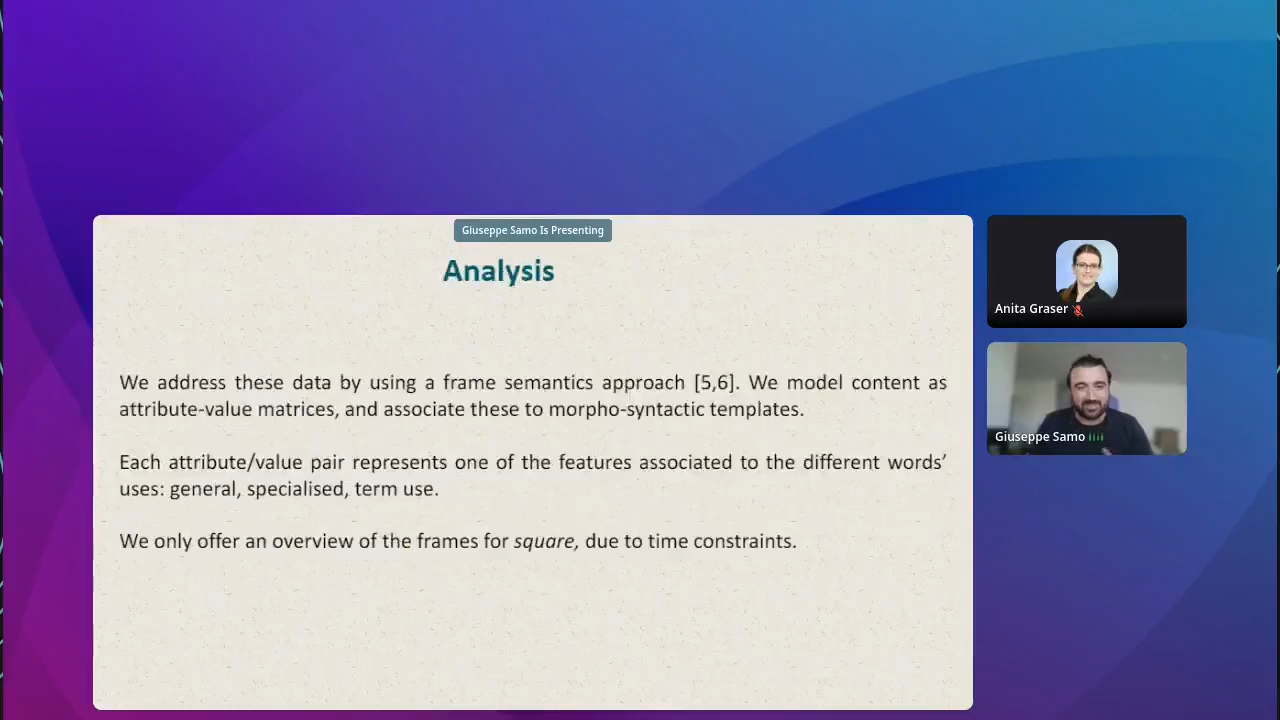 Giuseppe Samo Is Presenting
Analysis
We address these data by using a frame semantics approach [5,6]. We model content as
attribute-value matrices, and associate these to morpho-syntactic templates.
Each attribute/value pair represents one of the features associated to the different words’
uses: general, specialised, term use.
We only offer an overview of the frames for square, due to time constraints.
Anita Graser
Giuseppe Samo